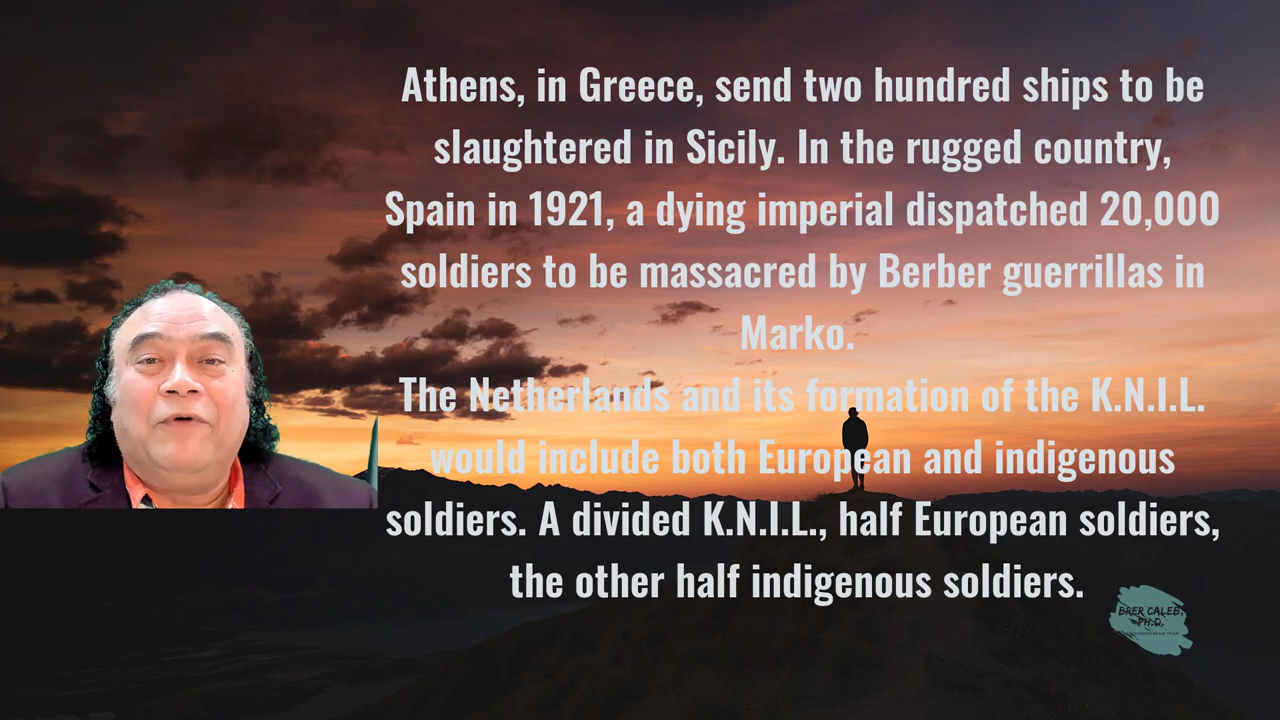 Athens, in Greece, send two hundred ships to be
slaughtered in Sicily. In the rugged country,
Spain in 1921, a dying imperial dispatched 20,000
soldiers to be massacred by Berber guerrillas in
Marko.
The Netherlands and its formation of the K.N.I.L.
would include both European and indigenous
soldiers. A divided K.N.I.L., half European soldiers,
the other half indigenous soldiers.
BRER CALEB,
PH.D.